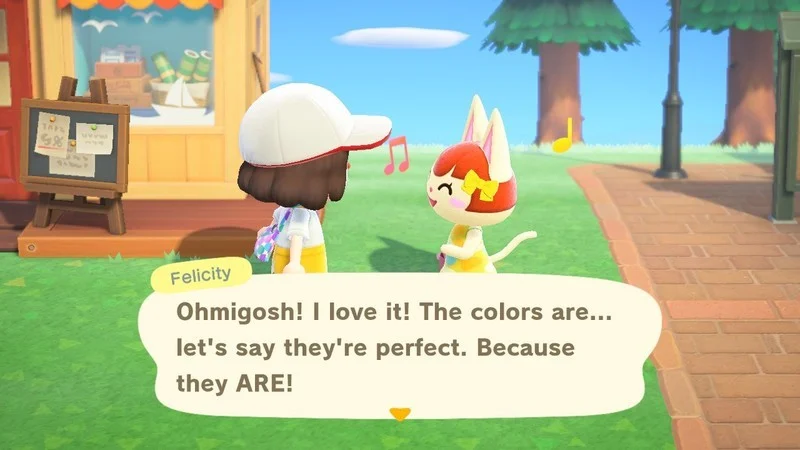 Felicity
Ohmigosh! I love it! The colors are...
let's say they're perfect. Because
they ARE!